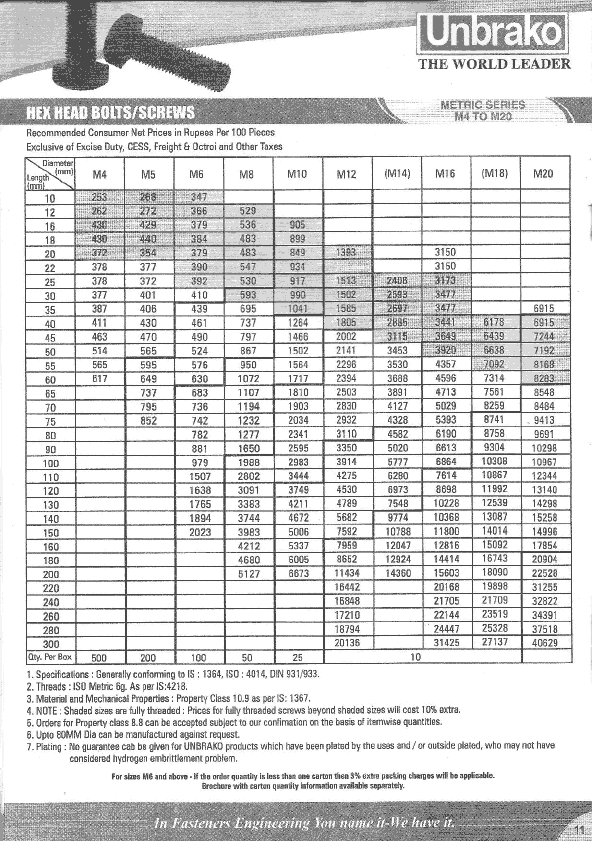 Unbrako
THE WORLD LEADER
HEX HEAD BOLTS/SCREWS
METRIC SERIES
M4 TO M20
Recommended Consumer Net Prices in Rupees Per 100 Pieces
Exclusive of Excise Duty, CESS, Freight & Octroi and Other Taxes
Diameter (mm) Length (mm) M4 M5 M6 M8 M10 M12 (M14) M16 (M18) M20
10 253 268 347
12 262 272 366 529
16 430 429 379 536 905
18 430 440 384 483 899
20 372 354 379 483 849 1393 3150
22 378 377 390 547 934 3150
25 378 372 392 530 917 1513 2408 3173
30 377 401 410 593 990 1502 2593 3477
35 387 406 439 695 1041 1585 2697 3477 6915
40 411 430 461 737 1264 1805 2885 3441 6178 6915
45 463 470 490 797 1466 2002 3115 3649 6439 7244
50 514 565 524 867 1502 2141 3453 3920 6638 7192
55 565 595 576 950 1564 2296 3530 4357 7092 8168
60 617 649 630 1072 1717 2394 3688 4596 7314 8283
65 737 683 1107 1810 2503 3891 4713 7561 8548
70 795 736 1194 1903 2830 4127 5029 8259 8484
75 852 742 1232 2034 2932 4328 5393 8741 9413
80 782 1277 2341 3110 4582 6190 8758 9691
90 881 1650 2595 3350 5020 6613 9304 10298
100 979 1988 2983 3914 5777 6864 10308 10967
110 1507 2802 3444 4275 6280 7614 10867 12344
120 1638 3091 3749 4530 6973 8698 11992 13140
130 1765 3383 4211 4789 7548 10228 12539 14298
140 1894 3744 4672 5682 9774 10368 13087 15258
150 2023 3983 5006 7592 10788 11800 14014 14996
160 4212 5337 7959 12047 12816 15092 17854
180 4680 6005 8652 12924 14414 16743 20904
200 5127 6673 11434 14360 15603 18090 22528
220 16442 20168 19898 31255
240 16848 21705 21709 32822
260 17210 22144 23519 34391
280 18794 24447 25328 37518
300 20136 31425 27137 40629
Qty. Per Box 500 200 100 50 25 10
1. Specifications : Generally conforming to IS : 1364, ISO : 4014, DIN 931/933.
2. Threads : ISO Metric 6g. As per IS:4218.
3. Material and Mechanical Properties : Property Class 10.9 as per IS: 1367.
4. NOTE : Shaded sizes are fully threaded : Prices for fully threaded screws beyond shaded sizes will cost 10% extra.
5. Orders for Property class 8.8 can be accepted subject to our confimation on the basis of itemwise quantities.
6. Upto 60MM Dia can be manufactured against request.
7. Plating : No guarantee cab be given for UNBRAKO products which have been plated by the uses and / or outside plated, who may not have
considered hydrogen embrittlement problem.
For sizes M6 and above - if the order quantity is less than one carton then 3% extra packing charges will be applicable.
Brochure with carton quantity information available separately.
In Fasteners Engineering You name it-We have it.
11